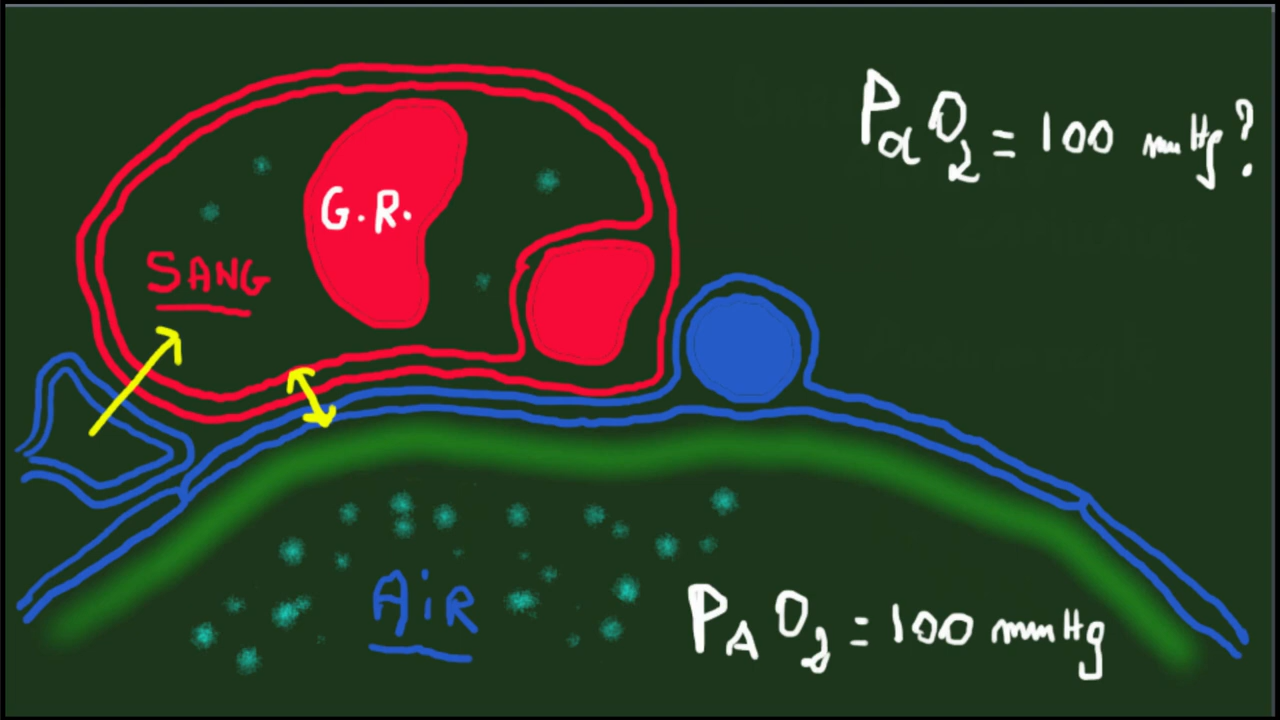 PaO2 = 100 mmHg?
G.R.
SANG
AiR
PAO2 = 100 mmHg